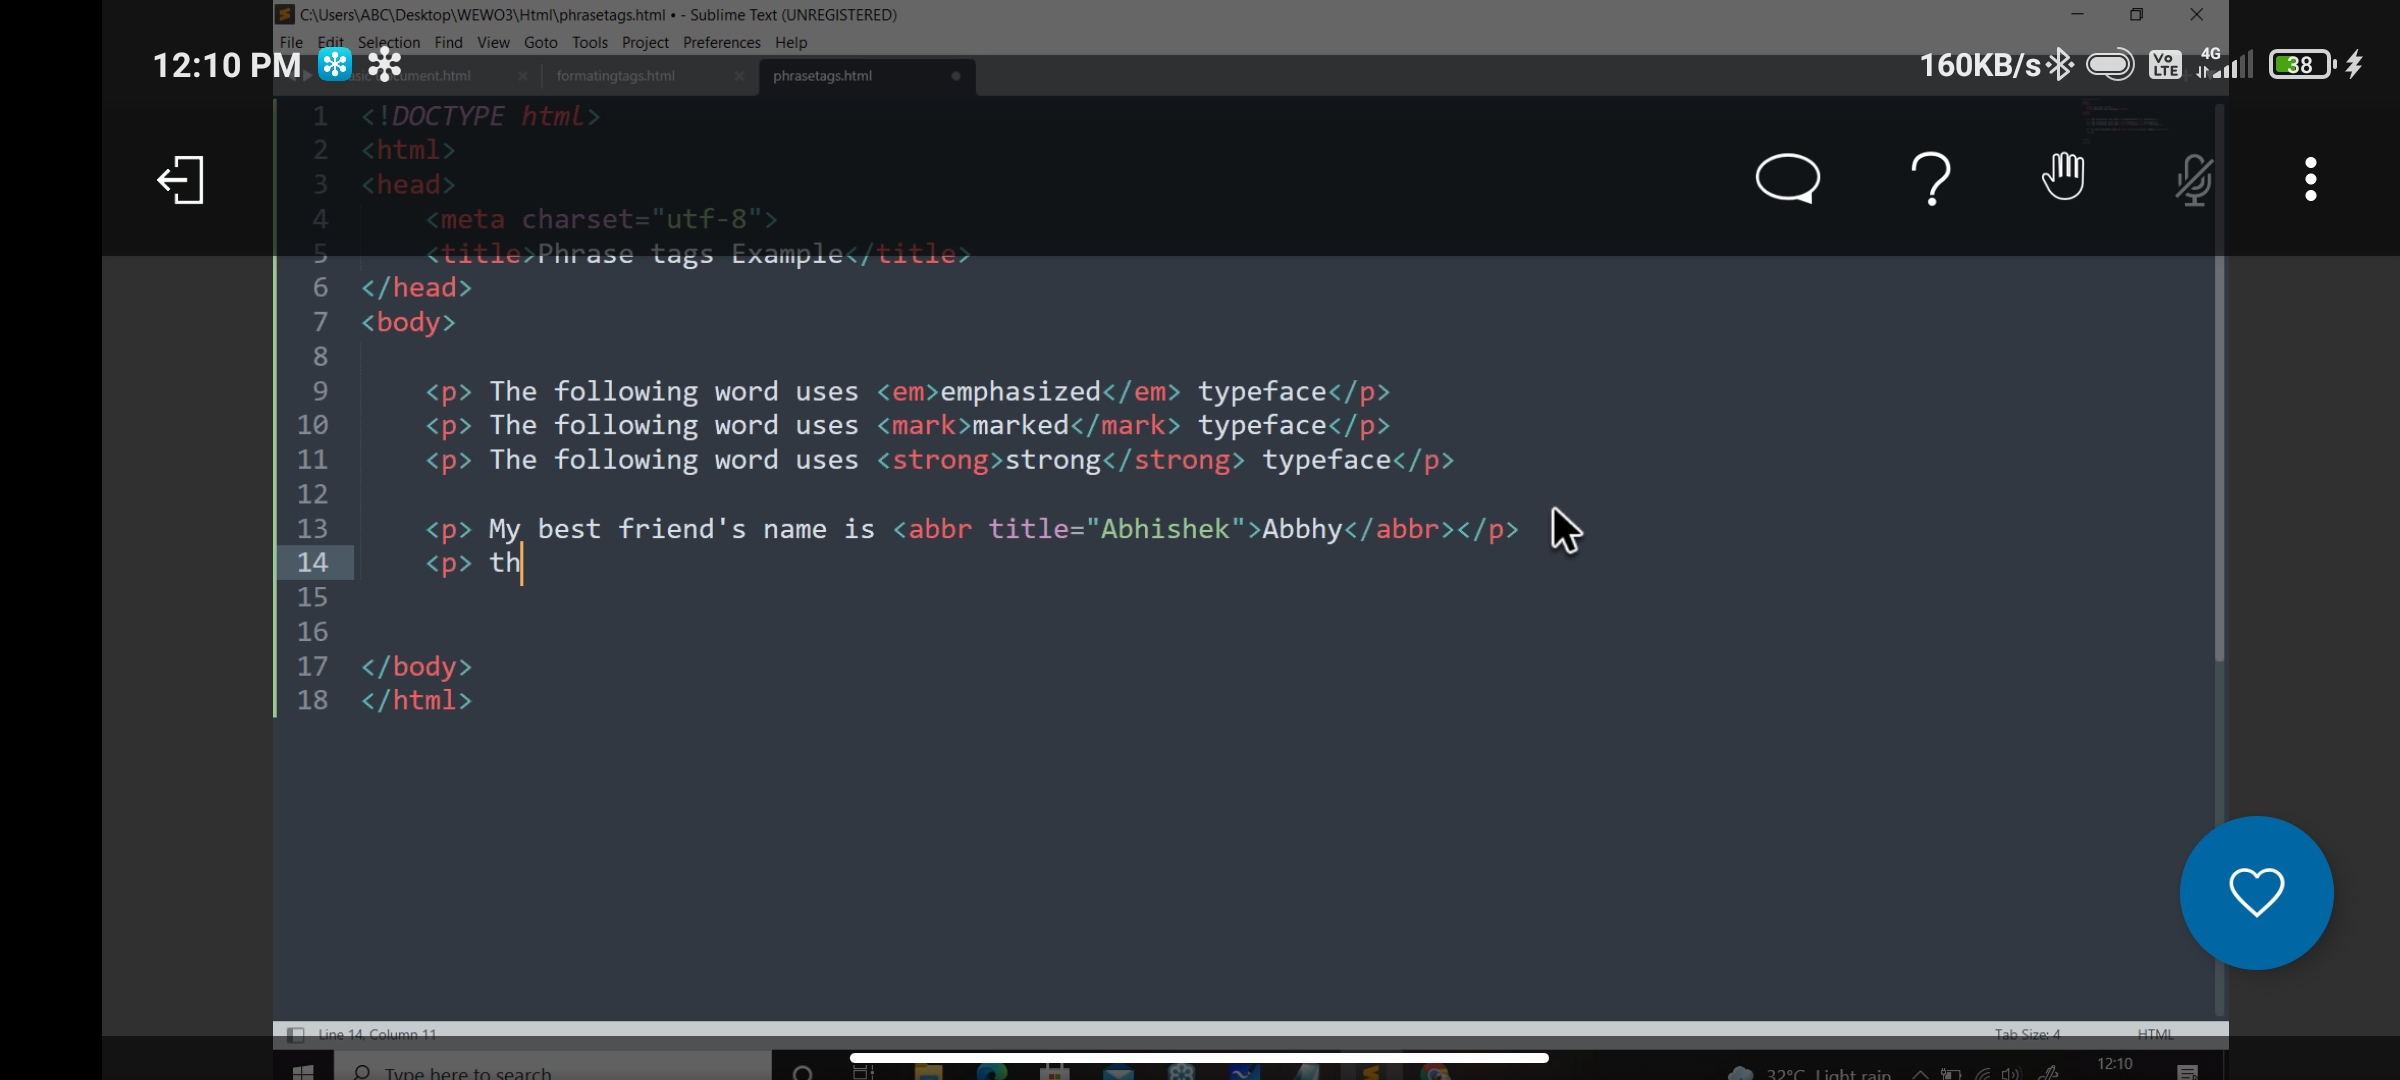 C:\Users\ABC\Desktop\WEWO3\Html\phrasetags.html • - Sublime Text (UNREGISTERED)
File Edit Selection Find View Goto Tools Project Preferences Help
12:10 PM 160KB/s Vo LTE 4G 38
formatingtags.html phrasetags.html
1 <!DOCTYPE html>
2 <html>
3 <head>
4 <meta charset="utf-8">
5 <title>Phrase tags Example</title>
6 </head>
7 <body>
8
9 <p> The following word uses <em>emphasized</em> typeface</p>
10 <p> The following word uses <mark>marked</mark> typeface</p>
11 <p> The following word uses <strong>strong</strong> typeface</p>
12
13 <p> My best friend's name is <abbr title="Abhishek">Abbhy</abbr></p>
14 <p> th
15
16
17 </body>
18 </html>
Line 14, Column 11 Tab Size: 4 HTML
Type here to search 32°C Light rain 12:10